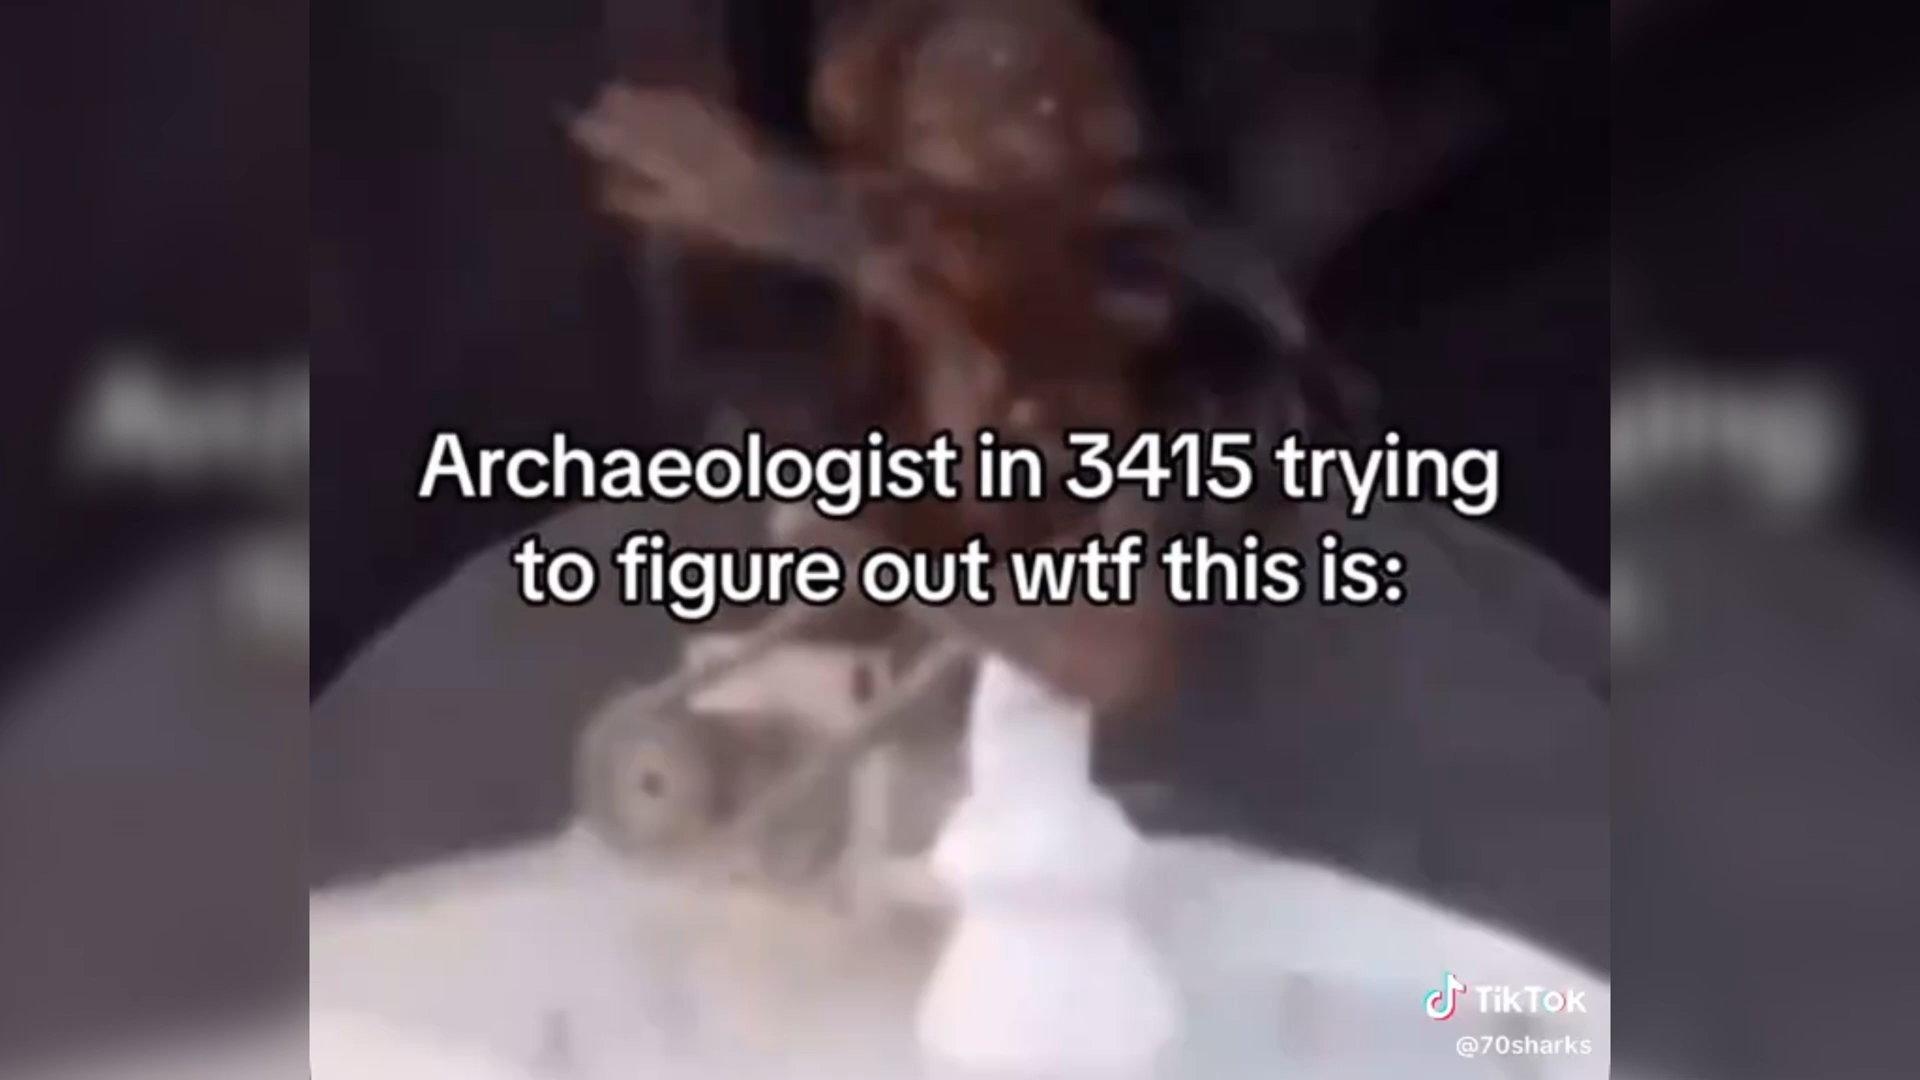 Archaeologist in 3415 trying
to figure out wtf this is:
TikTok
@70sharks